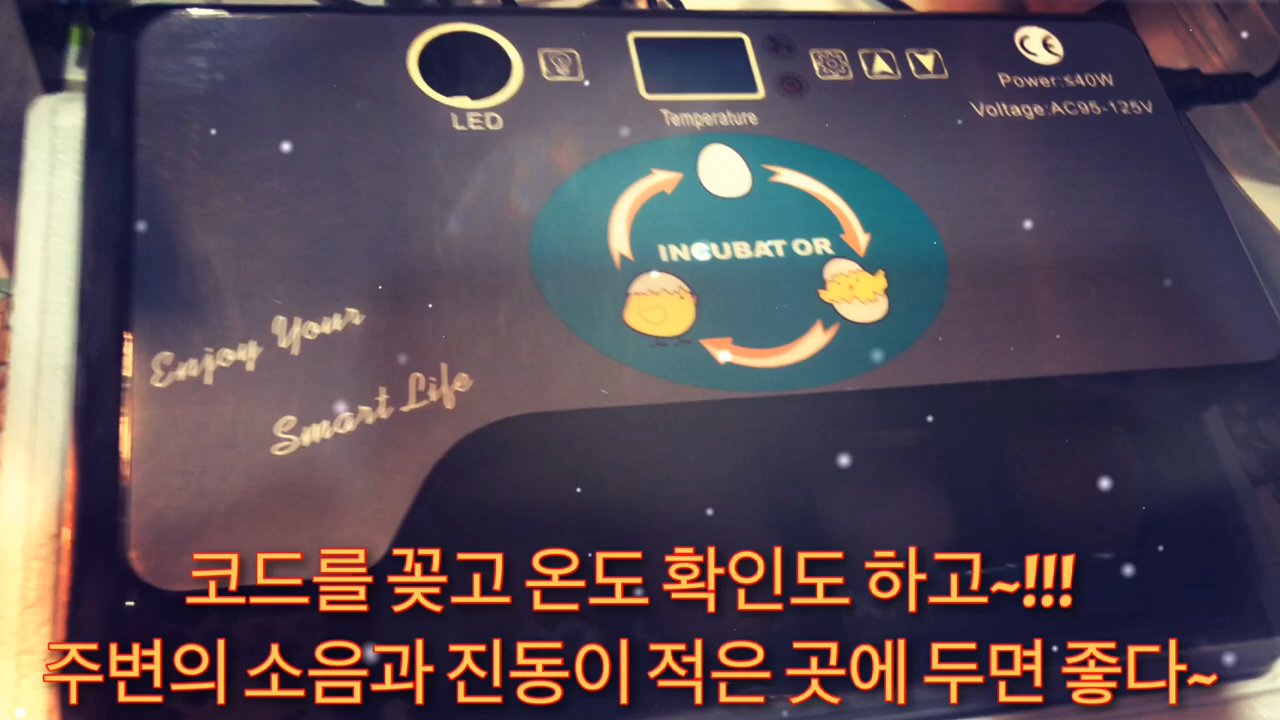 LED
Temperature
CE
Power:≤40W
Voltage:AC95-125V
INCUBATOR
Enjoy Your
Smart Life
코드를 꽂고 온도 확인도 하고~!!!
주변의 소음과 진동이 적은 곳에 두면 좋다~